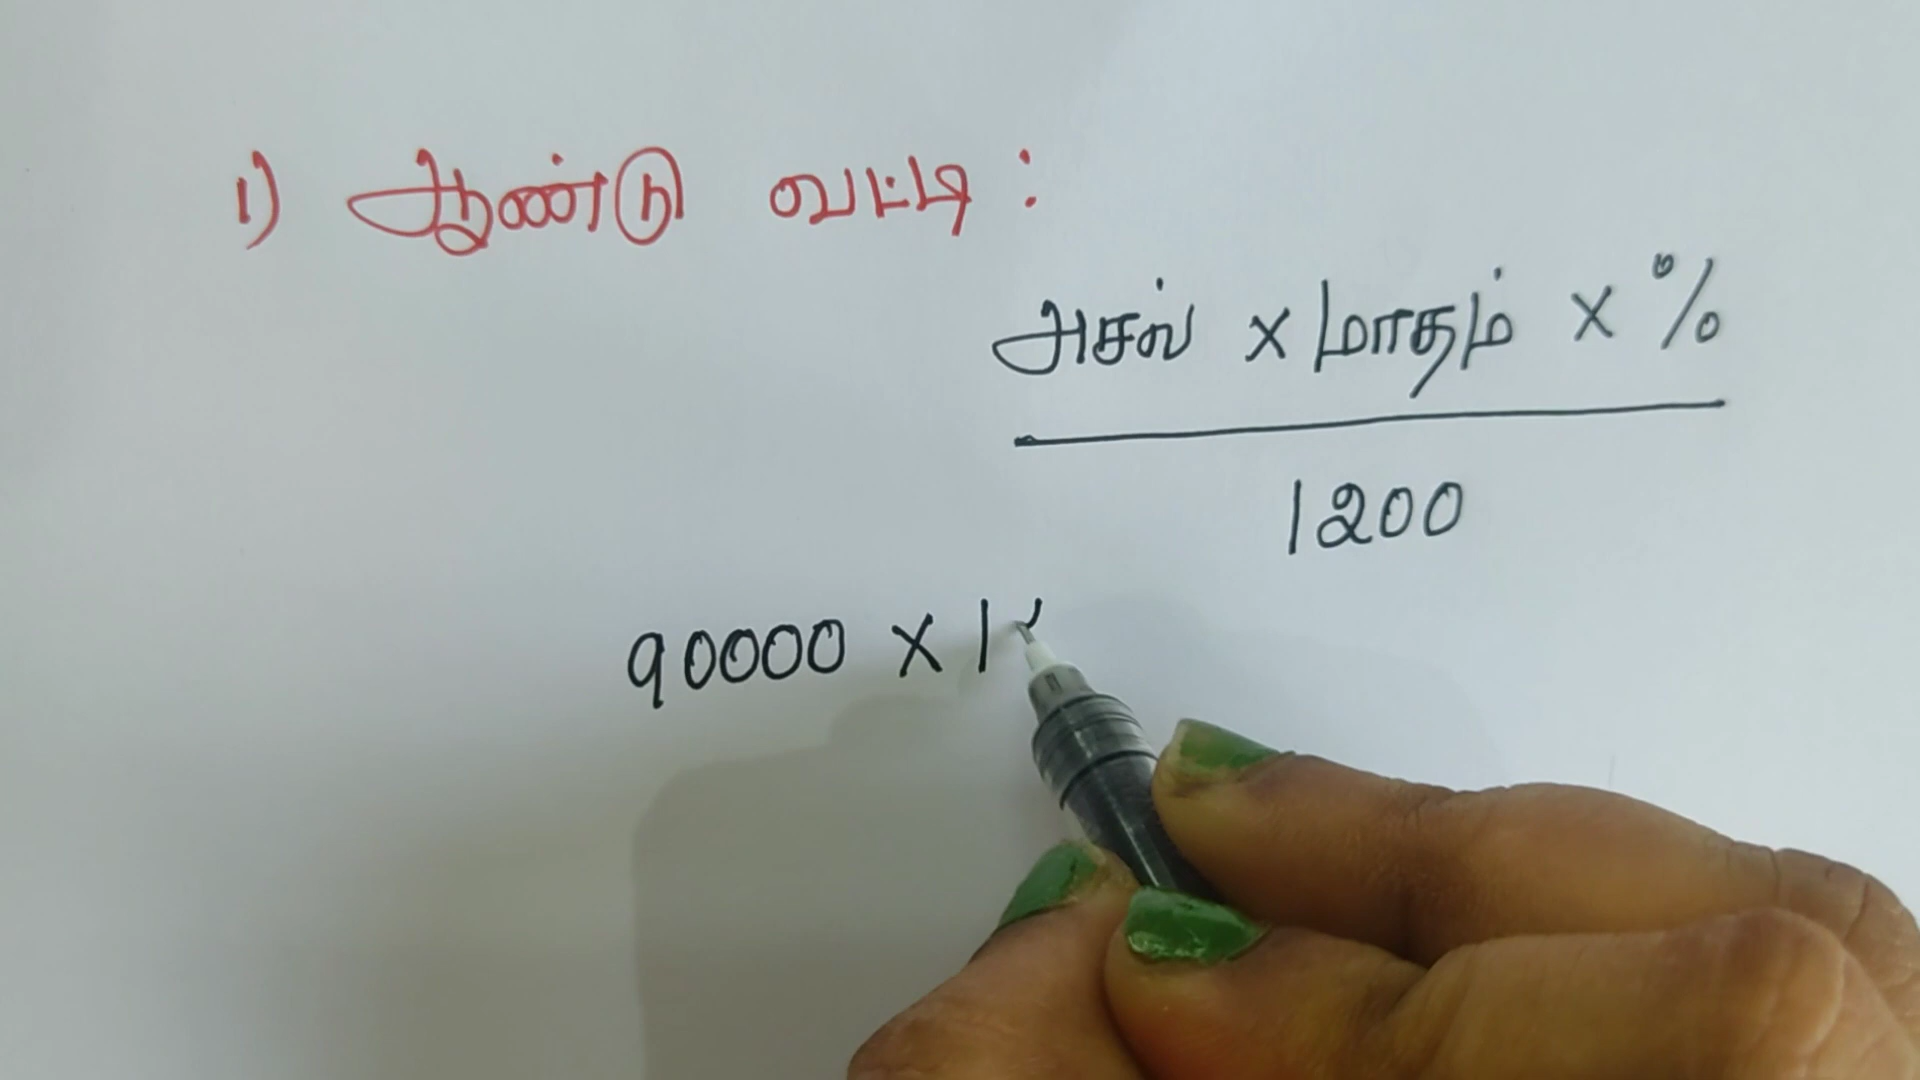 1) ஆண்டு வட்டி :
அசல் x மாதம் x %
1200
90000 x 1